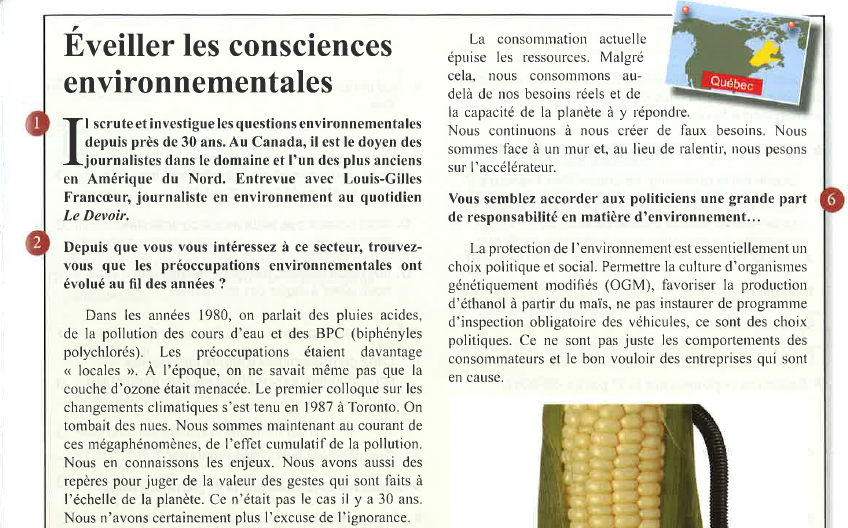 Éveiller les consciences
environnementales
1
Il scrute et investigue les questions environnementales
depuis près de 30 ans. Au Canada, il est le doyen des
journalistes dans le domaine et l'un des plus anciens
en Amérique du Nord. Entrevue avec Louis-Gilles
Francœur, journaliste en environnement au quotidien
Le Devoir.
2
Depuis que vous vous intéressez à ce secteur, trouvez-
vous que les préoccupations environnementales ont
évolué au fil des années ?
Dans les années 1980, on parlait des pluies acides,
de la pollution des cours d'eau et des BPC (biphényles
polychlorés). Les préoccupations étaient davantage
« locales ». À l'époque, on ne savait même pas que la
couche d'ozone était menacée. Le premier colloque sur les
changements climatiques s'est tenu en 1987 à Toronto. On
tombait des nues. Nous sommes maintenant au courant de
ces mégaphénomènes, de l'effet cumulatif de la pollution.
Nous en connaissons les enjeux. Nous avons aussi des
repères pour juger de la valeur des gestes qui sont faits à
l'échelle de la planète. Ce n'était pas le cas il y a 30 ans.
Nous n'avons certainement plus l'excuse de l'ignorance.
La consommation actuelle
épuise les ressources. Malgré
cela, nous consommons au-
delà de nos besoins réels et de
la capacité de la planète à y répondre.
Nous continuons à nous créer de faux besoins. Nous
sommes face à un mur et, au lieu de ralentir, nous pesons
sur l'accélérateur.
Québec
Vous semblez accorder aux politiciens une grande part
de responsabilité en matière d'environnement…
6
La protection de l'environnement est essentiellement un
choix politique et social. Permettre la culture d'organismes
génétiquement modifiés (OGM), favoriser la production
d'éthanol à partir du maïs, ne pas instaurer de programme
d'inspection obligatoire des véhicules, ce sont des choix
politiques. Ce ne sont pas juste les comportements des
consommateurs et le bon vouloir des entreprises qui sont
en cause.